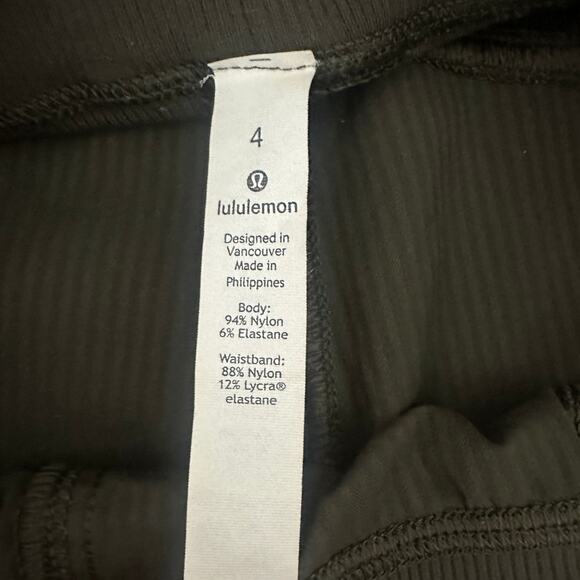 4
lululemon
Designed in
Vancouver
Made in
Philippines
Body:
94% Nylon
6% Elastane
Waistband:
88% Nylon
12% Lycra®
elastane